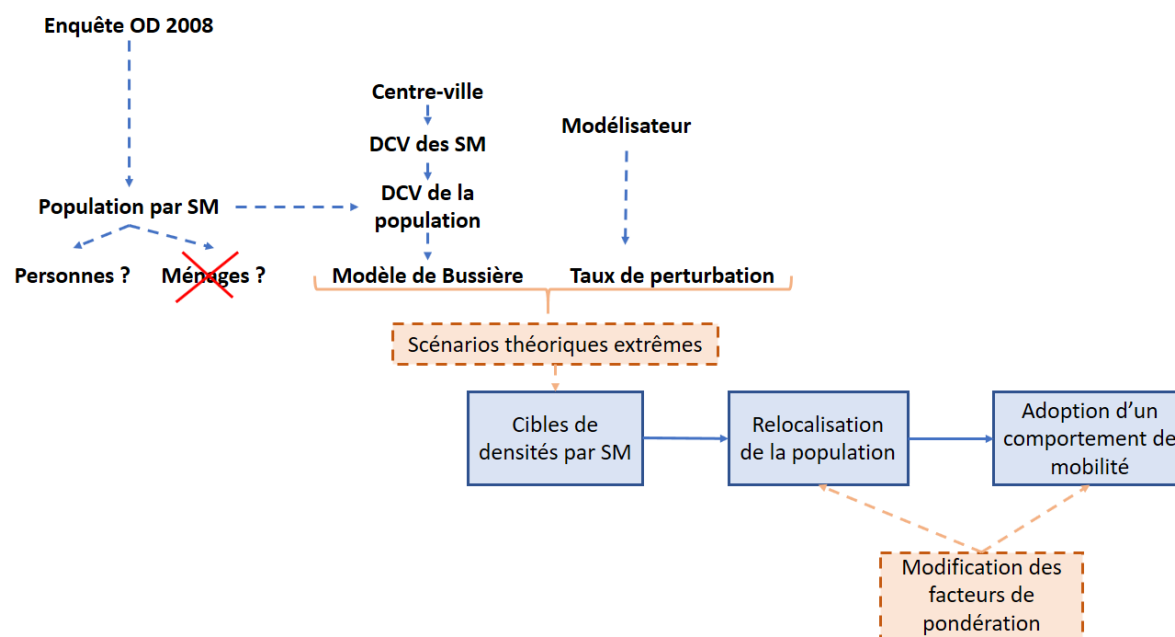 Enquête OD 2008
Centre-ville
Modélisateur
DCV des SM
DCV de la
population
Population par SM
Personnes ?
Ménages ?
Modèle de Bussière
Taux de perturbation
Scénarios théoriques extrêmes
Cibles de
densités par SM
Relocalisation
de la population
Adoption d’un
comportement de
mobilité
Modification des
facteurs de
pondération